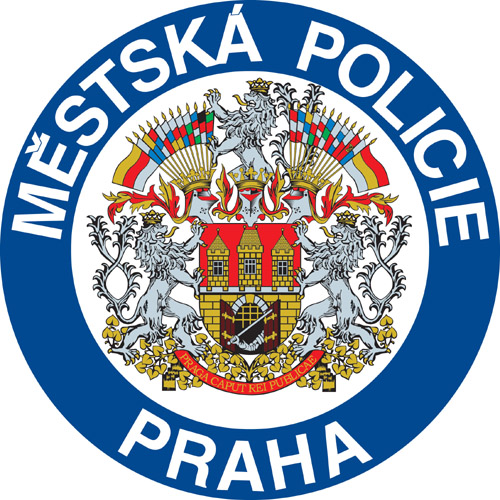 MĚSTSKÁ POLICIE
PRAGA CAPUT REI PUBLICAE
PRAHA